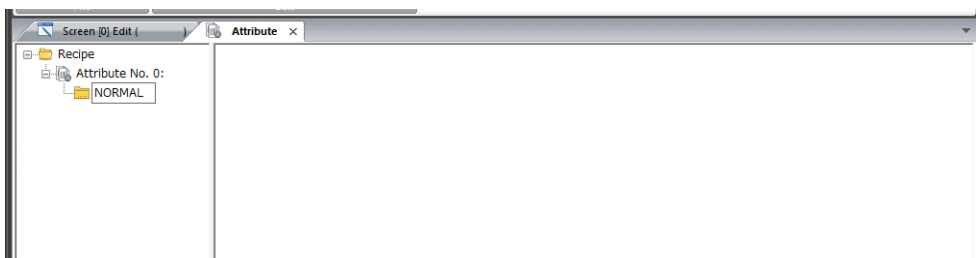 Screen [0] Edit ( )
Attribute ×
Recipe
Attribute No. 0:
NORMAL